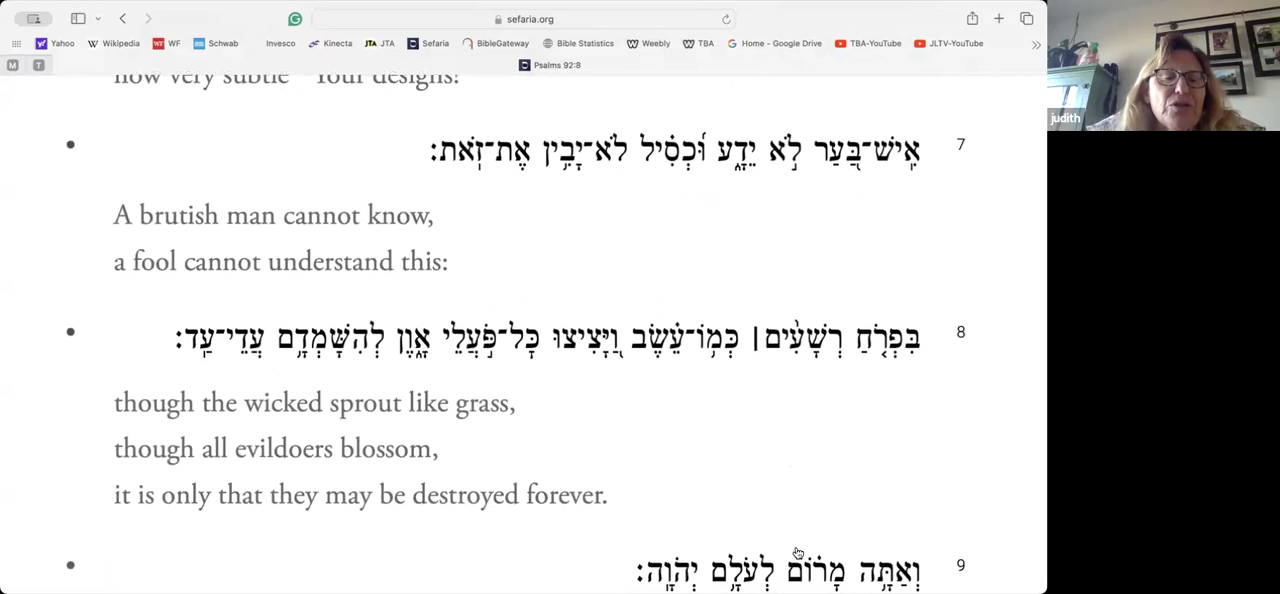 sefaria.org
Yahoo Wikipedia WF Schwab Invesco Kinecta JTA JTA Sefaria BibleGateway Bible Statistics Weebly TBA Home - Google Drive TBA-YouTube JLTV-YouTube
M T Psalms 92:8
how very subtle Your designs!
7 אִֽישׁ־בַּ֭עַר לֹ֣א יֵדָ֑ע וּ֝כְסִ֗יל לֹא־יָבִ֥ין אֶת־זֹֽאת׃
A brutish man cannot know,
a fool cannot understand this:
8 בִּפְרֹ֤חַ רְשָׁעִ֨ים ׀ כְּמ֥וֹ־עֵ֗שֶׂב וַ֭יָּצִיצוּ כׇּל־פֹּ֣עֲלֵי אָ֑וֶן לְהִשָּׁמְדָ֥ם עֲדֵי־עַֽד׃
though the wicked sprout like grass,
though all evildoers blossom,
it is only that they may be destroyed forever.
9 וְאַתָּ֥ה מָר֗וֹם לְעֹלָ֥ם יְהֹוָֽה׃
judith